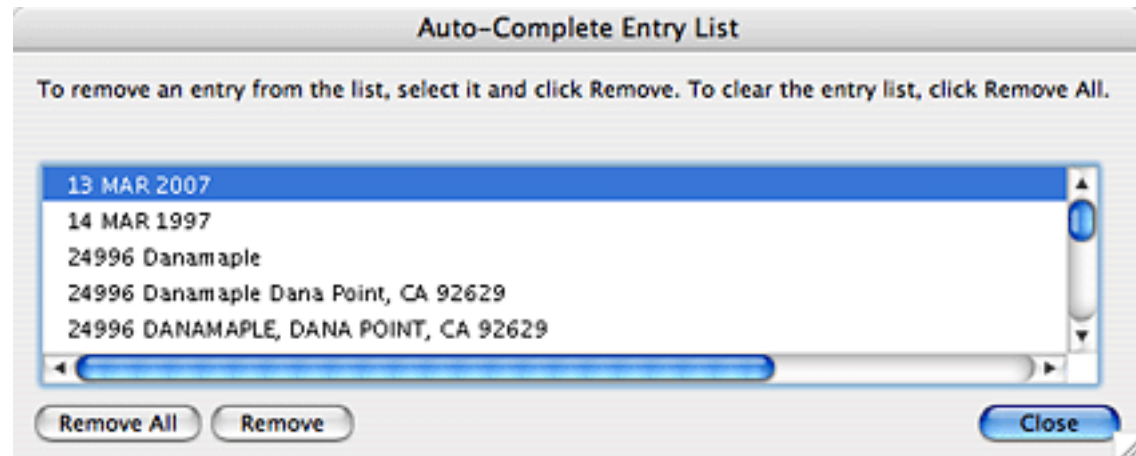 Auto-Complete Entry List
To remove an entry from the list, select it and click Remove. To clear the entry list, click Remove All.
13 MAR 2007
14 MAR 1997
24996 Danamaple
24996 Danamaple Dana Point, CA 92629
24996 DANAMAPLE, DANA POINT, CA 92629
Remove All Remove Close